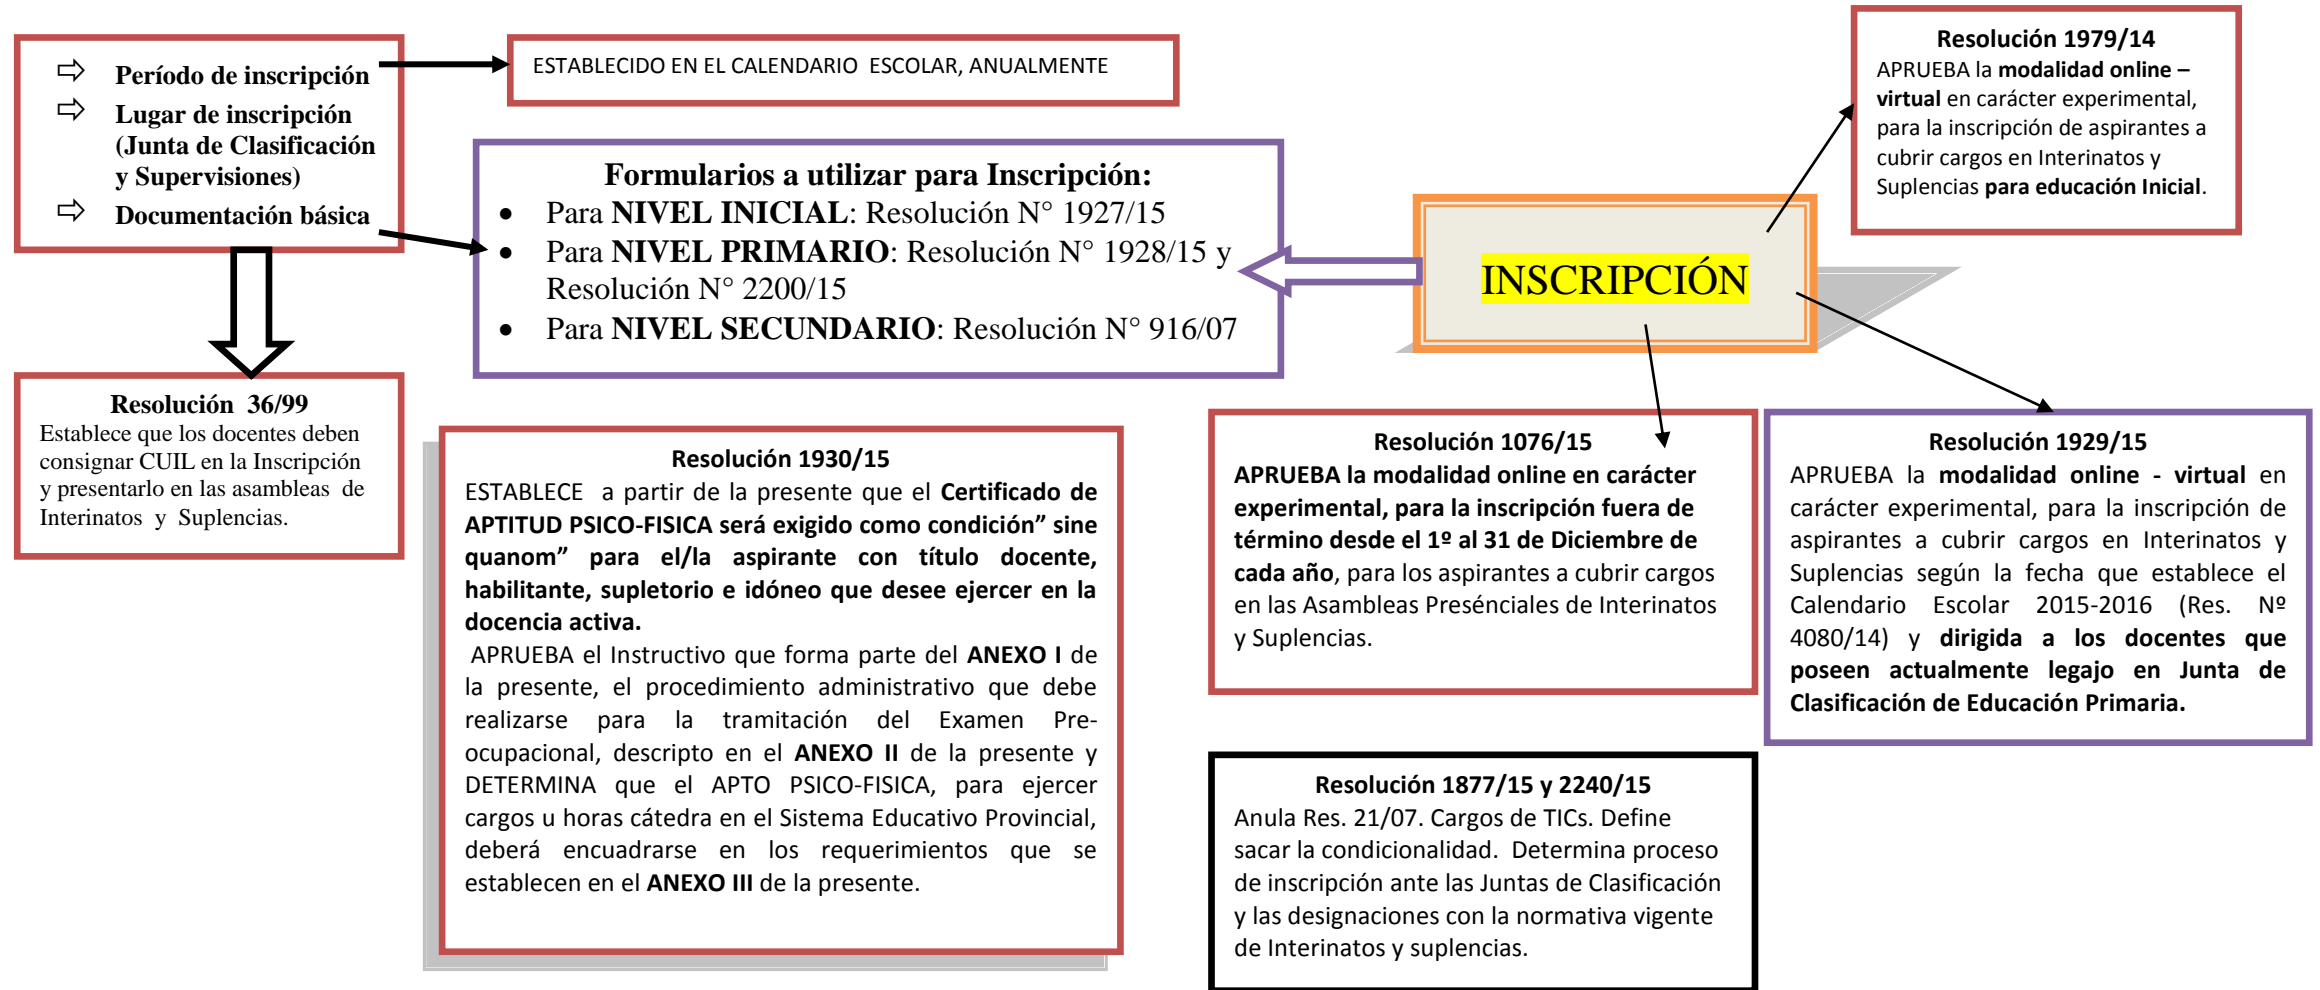 Período de inscripción
Lugar de inscripción
(Junta de Clasificación
y Supervisiones)
Documentación básica
ESTABLECIDO EN EL CALENDARIO ESCOLAR, ANUALMENTE
Resolución 1979/14
APRUEBA la modalidad online –
virtual en carácter experimental,
para la inscripción de aspirantes a
cubrir cargos en Interinatos y
Suplencias para educación Inicial.
Formularios a utilizar para Inscripción:
• Para NIVEL INICIAL: Resolución N° 1927/15
• Para NIVEL PRIMARIO: Resolución N° 1928/15 y
Resolución N° 2200/15
• Para NIVEL SECUNDARIO: Resolución N° 916/07
INSCRIPCIÓN
Resolución 36/99
Establece que los docentes deben
consignar CUIL en la Inscripción
y presentarlo en las asambleas de
Interinatos y Suplencias.
Resolución 1930/15
ESTABLECE a partir de la presente que el Certificado de
APTITUD PSICO-FISICA será exigido como condición” sine
quanom” para el/la aspirante con título docente,
habilitante, supletorio e idóneo que desee ejercer en la
docencia activa.
APRUEBA el Instructivo que forma parte del ANEXO I de
la presente, el procedimiento administrativo que debe
realizarse para la tramitación del Examen Pre-
ocupacional, descripto en el ANEXO II de la presente y
DETERMINA que el APTO PSICO-FISICA, para ejercer
cargos u horas cátedra en el Sistema Educativo Provincial,
deberá encuadrarse en los requerimientos que se
establecen en el ANEXO III de la presente.
Resolución 1076/15
APRUEBA la modalidad online en carácter
experimental, para la inscripción fuera de
término desde el 1º al 31 de Diciembre de
cada año, para los aspirantes a cubrir cargos
en las Asambleas Presénciales de Interinatos
y Suplencias.
Resolución 1929/15
APRUEBA la modalidad online - virtual en
carácter experimental, para la inscripción de
aspirantes a cubrir cargos en Interinatos y
Suplencias según la fecha que establece el
Calendario Escolar 2015-2016 (Res. Nº
4080/14) y dirigida a los docentes que
poseen actualmente legajo en Junta de
Clasificación de Educación Primaria.
Resolución 1877/15 y 2240/15
Anula Res. 21/07. Cargos de TICs. Define
sacar la condicionalidad. Determina proceso
de inscripción ante las Juntas de Clasificación
y las designaciones con la normativa vigente
de Interinatos y suplencias.